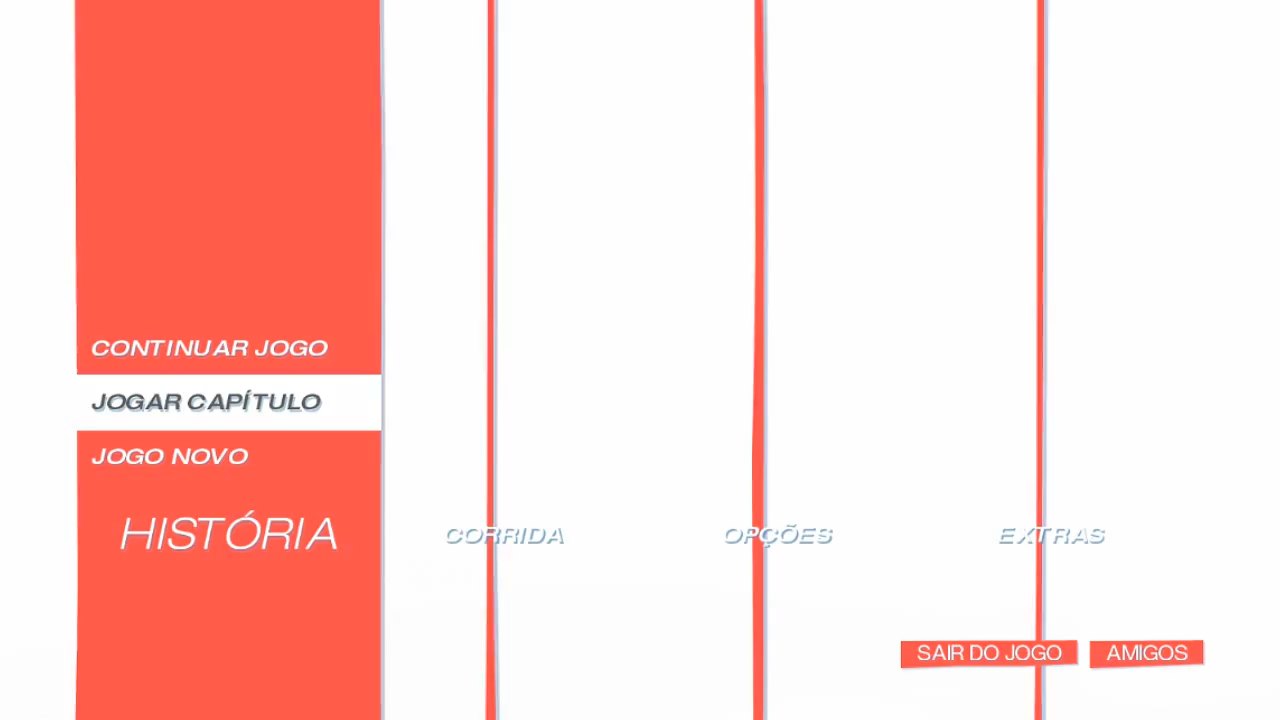 CONTINUAR JOGO
JOGAR CAPÍTULO
JOGO NOVO
HISTÓRIA
CORRIDA
OPÇÕES
EXTRAS
SAIR DO JOGO
AMIGOS